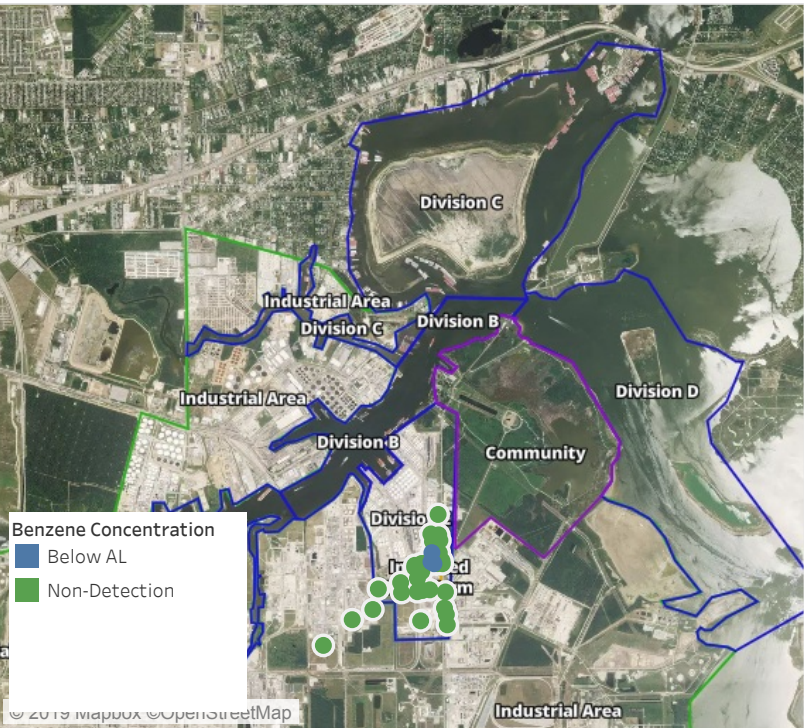 Division C
Industrial Area
Division C
Division B
Division D
Industrial Area
Division B
Community
Benzene Concentration
Below AL
Non-Detection
Industrial Area
© 2019 Mapbox ©OpenStreetMap